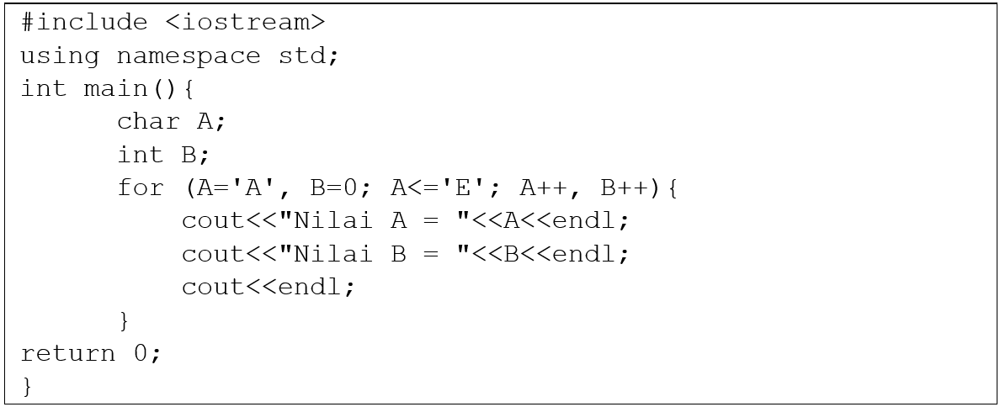 #include <iostream>
using namespace std;
int main(){
char A;
int B;
for (A='A', B=0; A<='E'; A++, B++){
cout<<"Nilai A = "<<A<<endl;
cout<<"Nilai B = "<<B<<endl;
cout<<endl;
}
return 0;
}